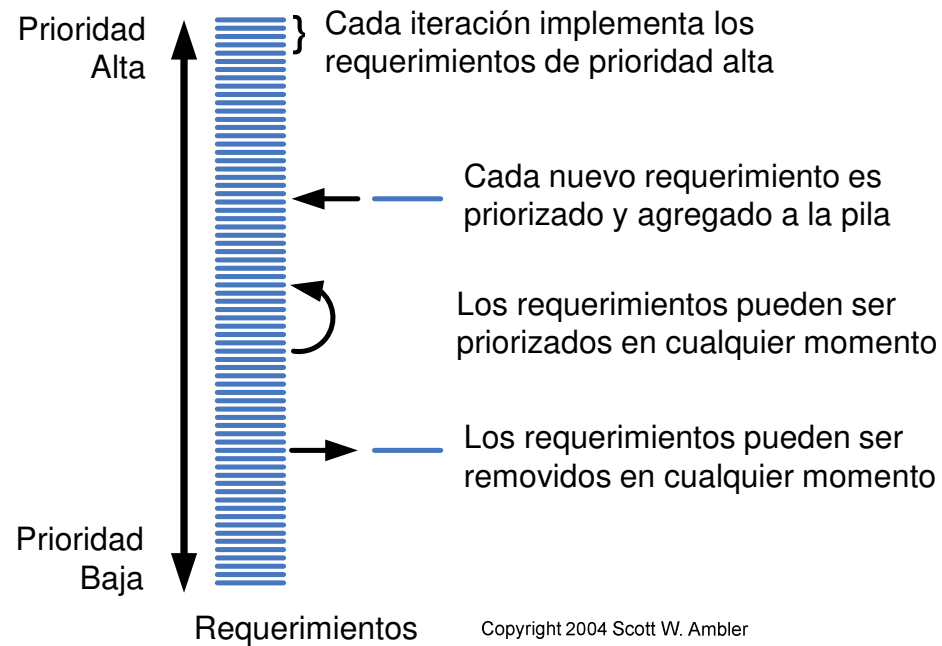 Prioridad
Alta
Cada iteración implementa los
requerimientos de prioridad alta
Cada nuevo requerimiento es
priorizado y agregado a la pila
Los requerimientos pueden ser
priorizados en cualquier momento
Los requerimientos pueden ser
removidos en cualquier momento
Prioridad
Baja
Requerimientos
Copyright 2004 Scott W. Ambler